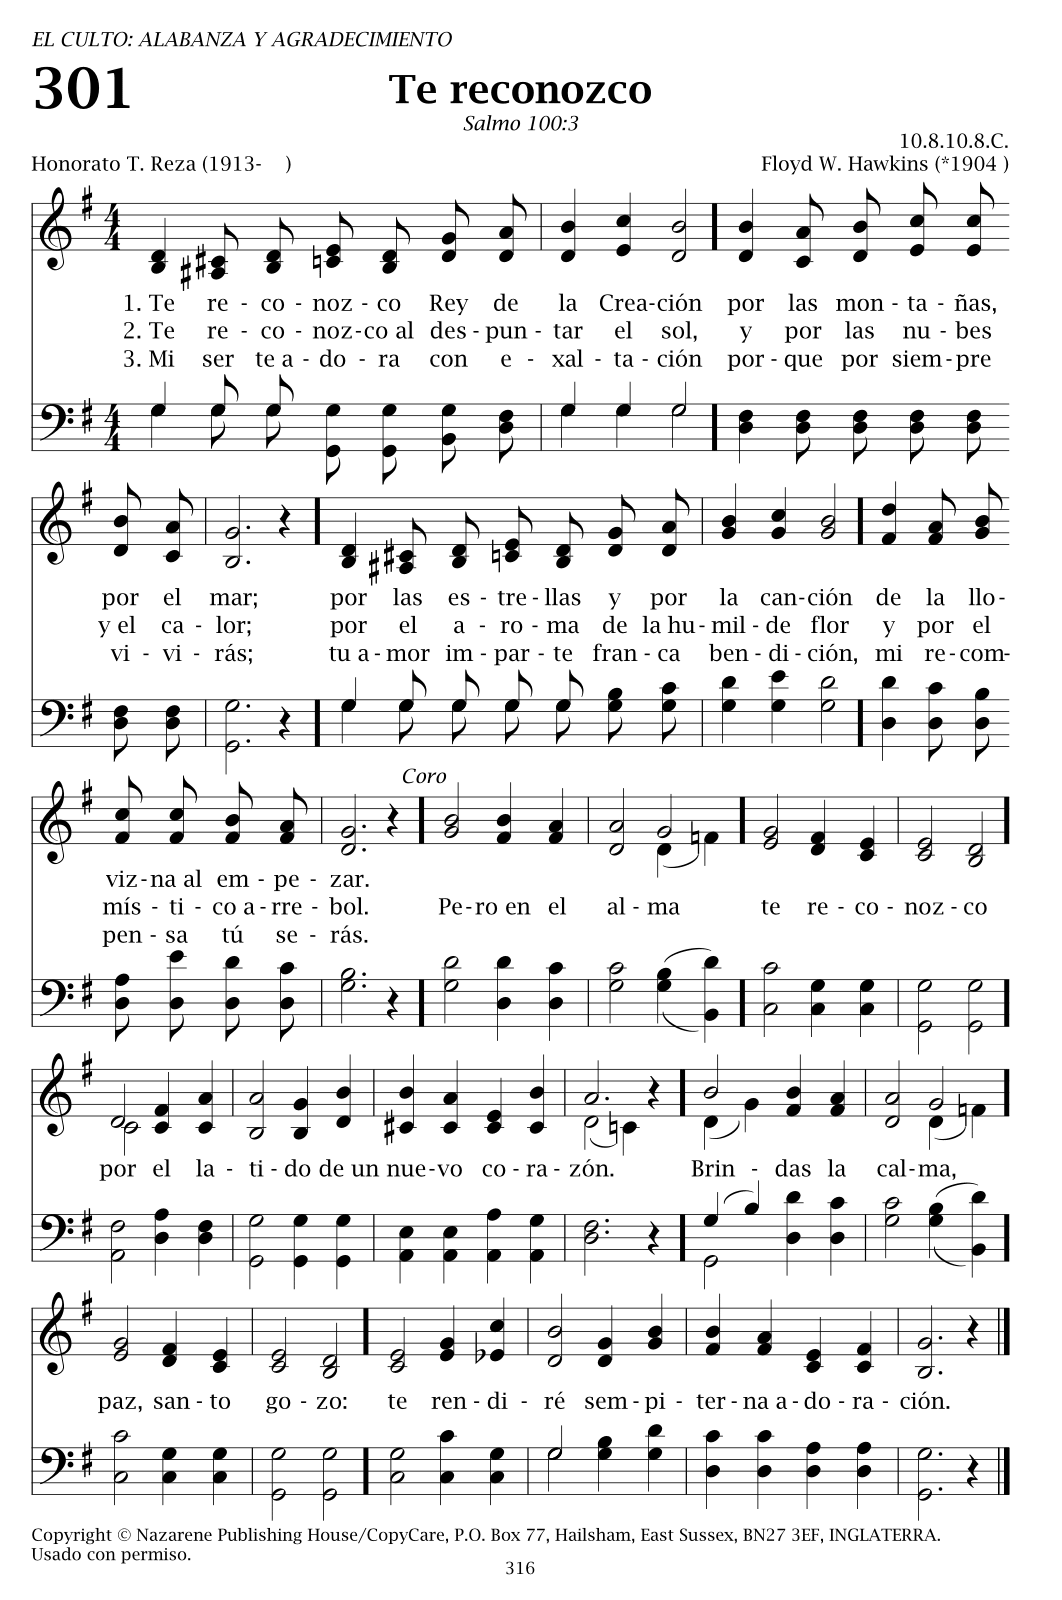 EL CULTO: ALABANZA Y AGRADECIMIENTO
301
Te reconozco
Salmo 100:3
10.8.10.8.C.
Honorato T. Reza (1913-    )
Floyd W. Hawkins (*1904 )
1. Te re - co - noz - co Rey de la Crea-ción por las mon - ta - ñas,
2. Te re - co - noz-co al des - pun - tar el sol, y por las nu - bes
3. Mi ser te a - do - ra con e - xal - ta - ción por - que por siem - pre
por el mar; por las es - tre - llas y por la can-ción de la llo-
y el ca - lor; por el a - ro - ma de la hu - mil - de flor y por el
vi - vi - rás; tu a - mor im - par - te fran - ca ben - di - ción, mi re - com-
Coro
viz-na al em - pe - zar.
mís - ti - co a - rre - bol. Pe-ro en el al - ma te re - co - noz - co
pen - sa tú se - rás.
por el la - ti - do de un nue-vo co - ra - zón. Brin - das la cal-ma,
paz, san - to go - zo: te ren - di - ré sem - pi - ter - na a - do - ra - ción.
Copyright © Nazarene Publishing House/CopyCare, P.O. Box 77, Hailsham, East Sussex, BN27 3EF, INGLATERRA.
Usado con permiso.
316